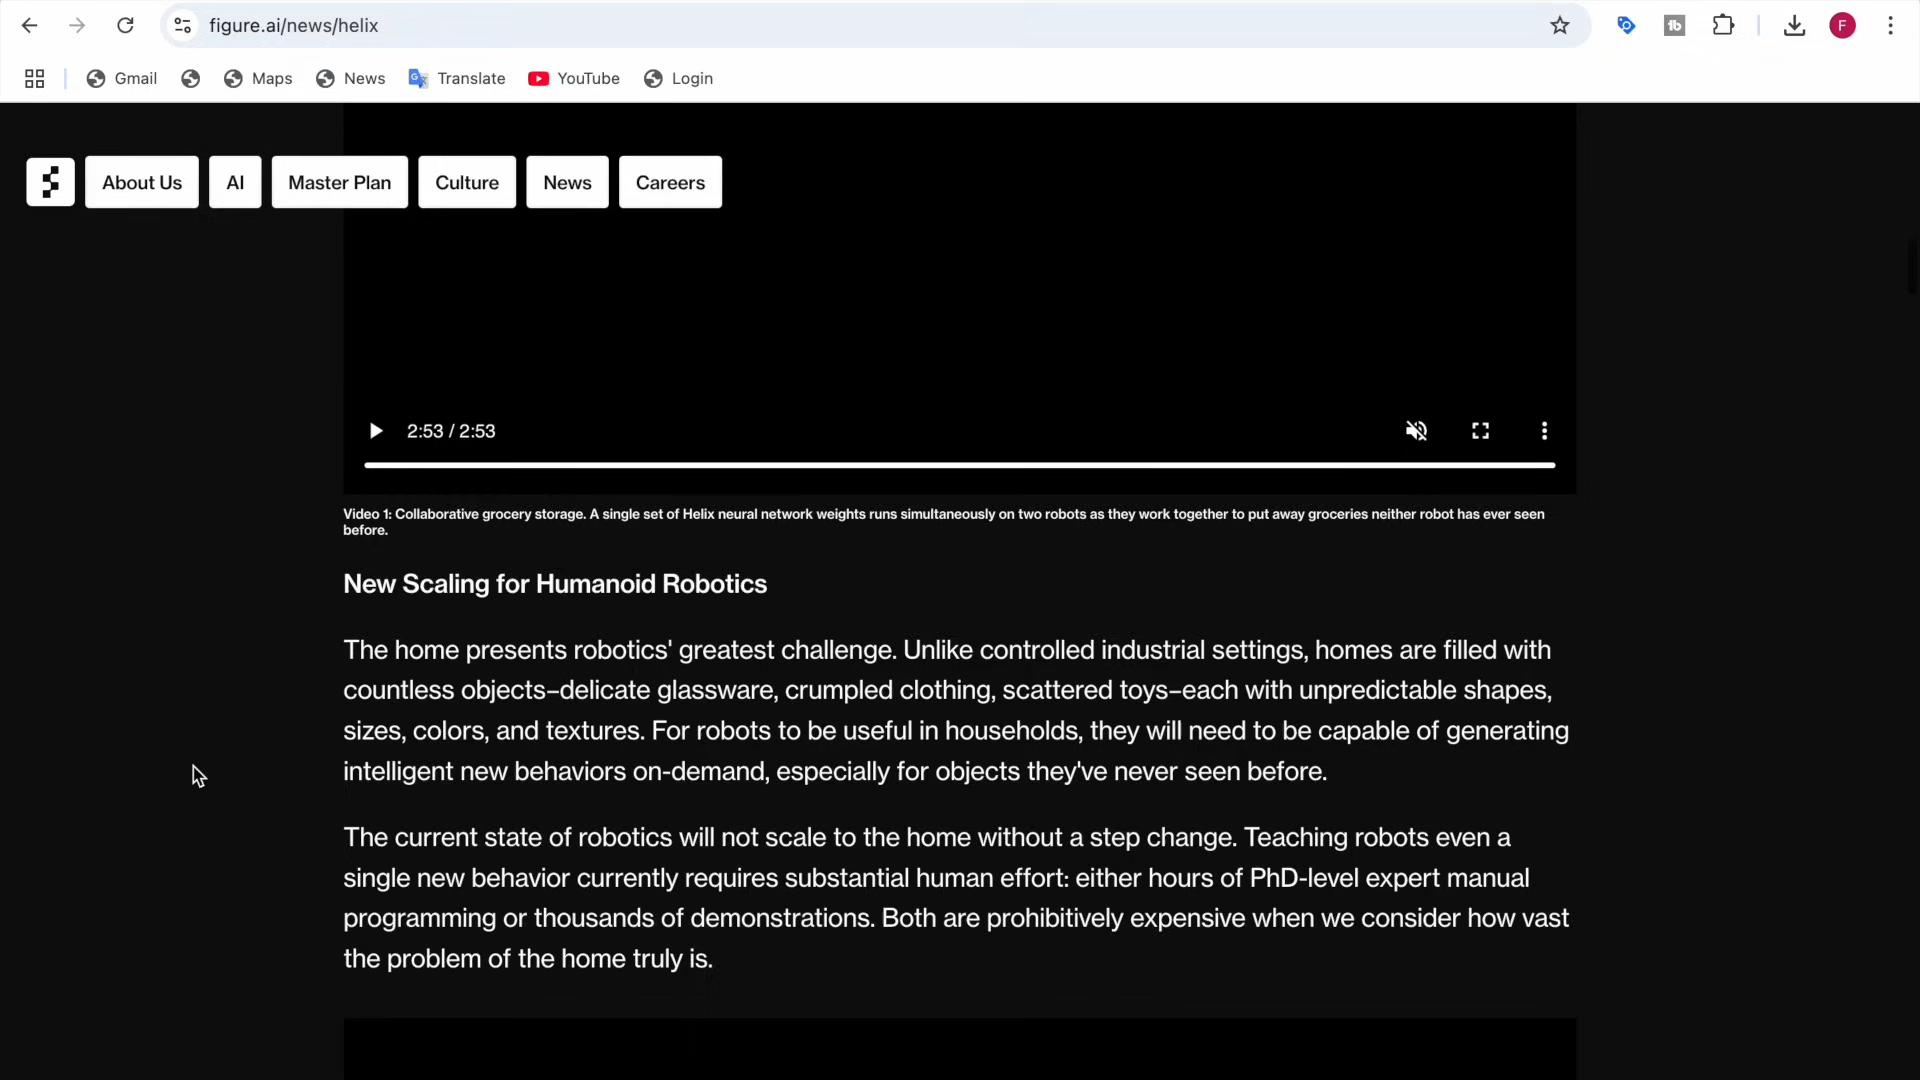 figure.ai/news/helix
F
Gmail
Maps
News
Translate
YouTube
Login
About Us
AI
Master Plan
Culture
News
Careers
2:53 / 2:53
Video 1: Collaborative grocery storage. A single set of Helix neural network weights runs simultaneously on two robots as they work together to put away groceries neither robot has ever seen
before.
New Scaling for Humanoid Robotics
The home presents robotics' greatest challenge. Unlike controlled industrial settings, homes are filled with
countless objects–delicate glassware, crumpled clothing, scattered toys–each with unpredictable shapes,
sizes, colors, and textures. For robots to be useful in households, they will need to be capable of generating
intelligent new behaviors on-demand, especially for objects they've never seen before.
The current state of robotics will not scale to the home without a step change. Teaching robots even a
single new behavior currently requires substantial human effort: either hours of PhD-level expert manual
programming or thousands of demonstrations. Both are prohibitively expensive when we consider how vast
the problem of the home truly is.